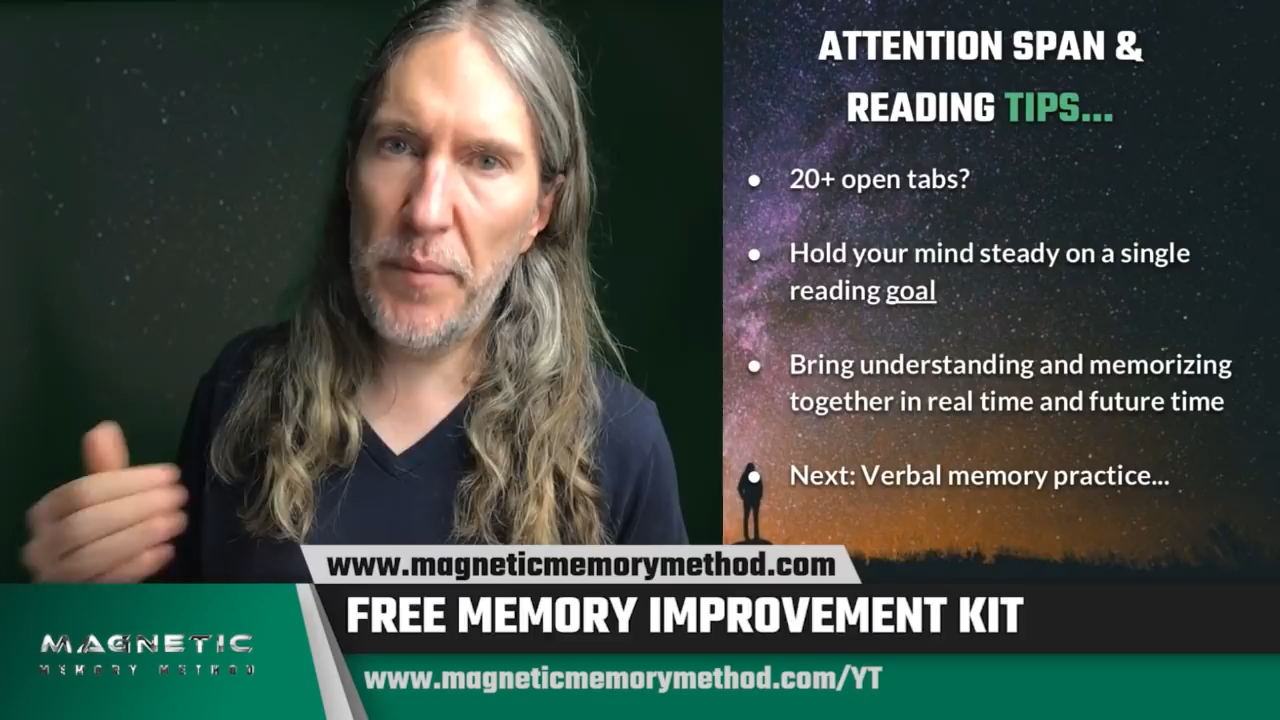 ATTENTION SPAN &
READING TIPS...
• 20+ open tabs?
• Hold your mind steady on a single
reading goal
• Bring understanding and memorizing
together in real time and future time
• Next: Verbal memory practice...
www.magneticmemorymethod.com
FREE MEMORY IMPROVEMENT KIT
MAGNETIC
MEMORY METHOD
www.magneticmemorymethod.com/YT